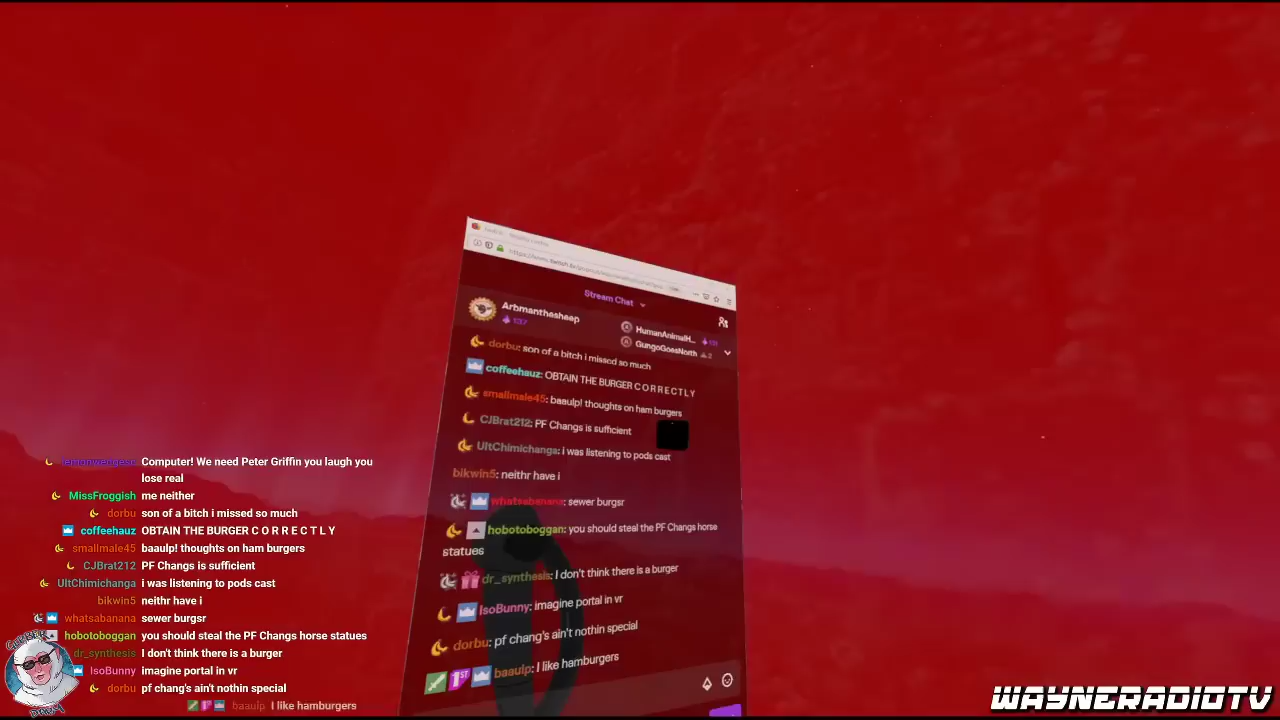 Stream Chat
Arbmanthesheep
137
HumanAnimalH...
131
GungoGoesNorth
2
dorbu: son of a bitch i missed so much
coffeehauz: OBTAIN THE BURGER C O R R E C T L Y
smallmale45: baaulp! thoughts on ham burgers
CJBrat212: PF Changs is sufficient
UltChimichanga: i was listening to pods cast
bikwin5: neithr have i
whatsabanana: sewer burgsr
hobotoboggan: you should steal the PF Changs horse
statues
dr_synthesis: I don't think there is a burger
IsoBunny: imagine portal in vr
dorbu: pf chang's ain't nothin special
baaulp: I like hamburgers
Computer! We need Peter Griffin you laugh you
lose real
MissFroggish me neither
dorbu son of a bitch i missed so much
coffeehauz OBTAIN THE BURGER C O R R E C T L Y
smallmale45 baaulp! thoughts on ham burgers
CJBrat212 PF Changs is sufficient
UltChimichanga i was listening to pods cast
bikwin5 neithr have i
whatsabanana sewer burgsr
hobotoboggan you should steal the PF Changs horse statues
dr_synthesis I don't think there is a burger
IsoBunny imagine portal in vr
dorbu pf chang's ain't nothin special
baaulp I like hamburgers
WAYNERADIOTV